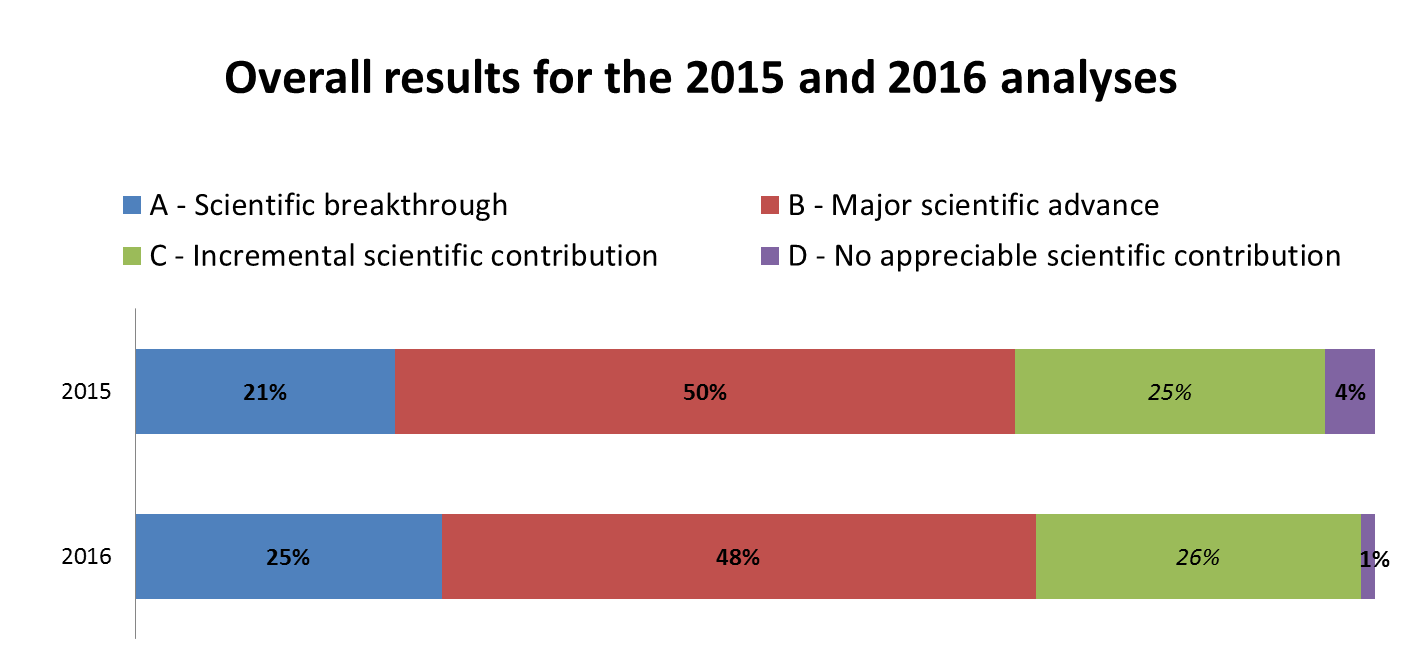 Overall results for the 2015 and 2016 analyses
A - Scientific breakthrough
B - Major scientific advance
C - Incremental scientific contribution
D - No appreciable scientific contribution
2015
21%
50%
25%
4%
2016
25%
48%
26%
1%